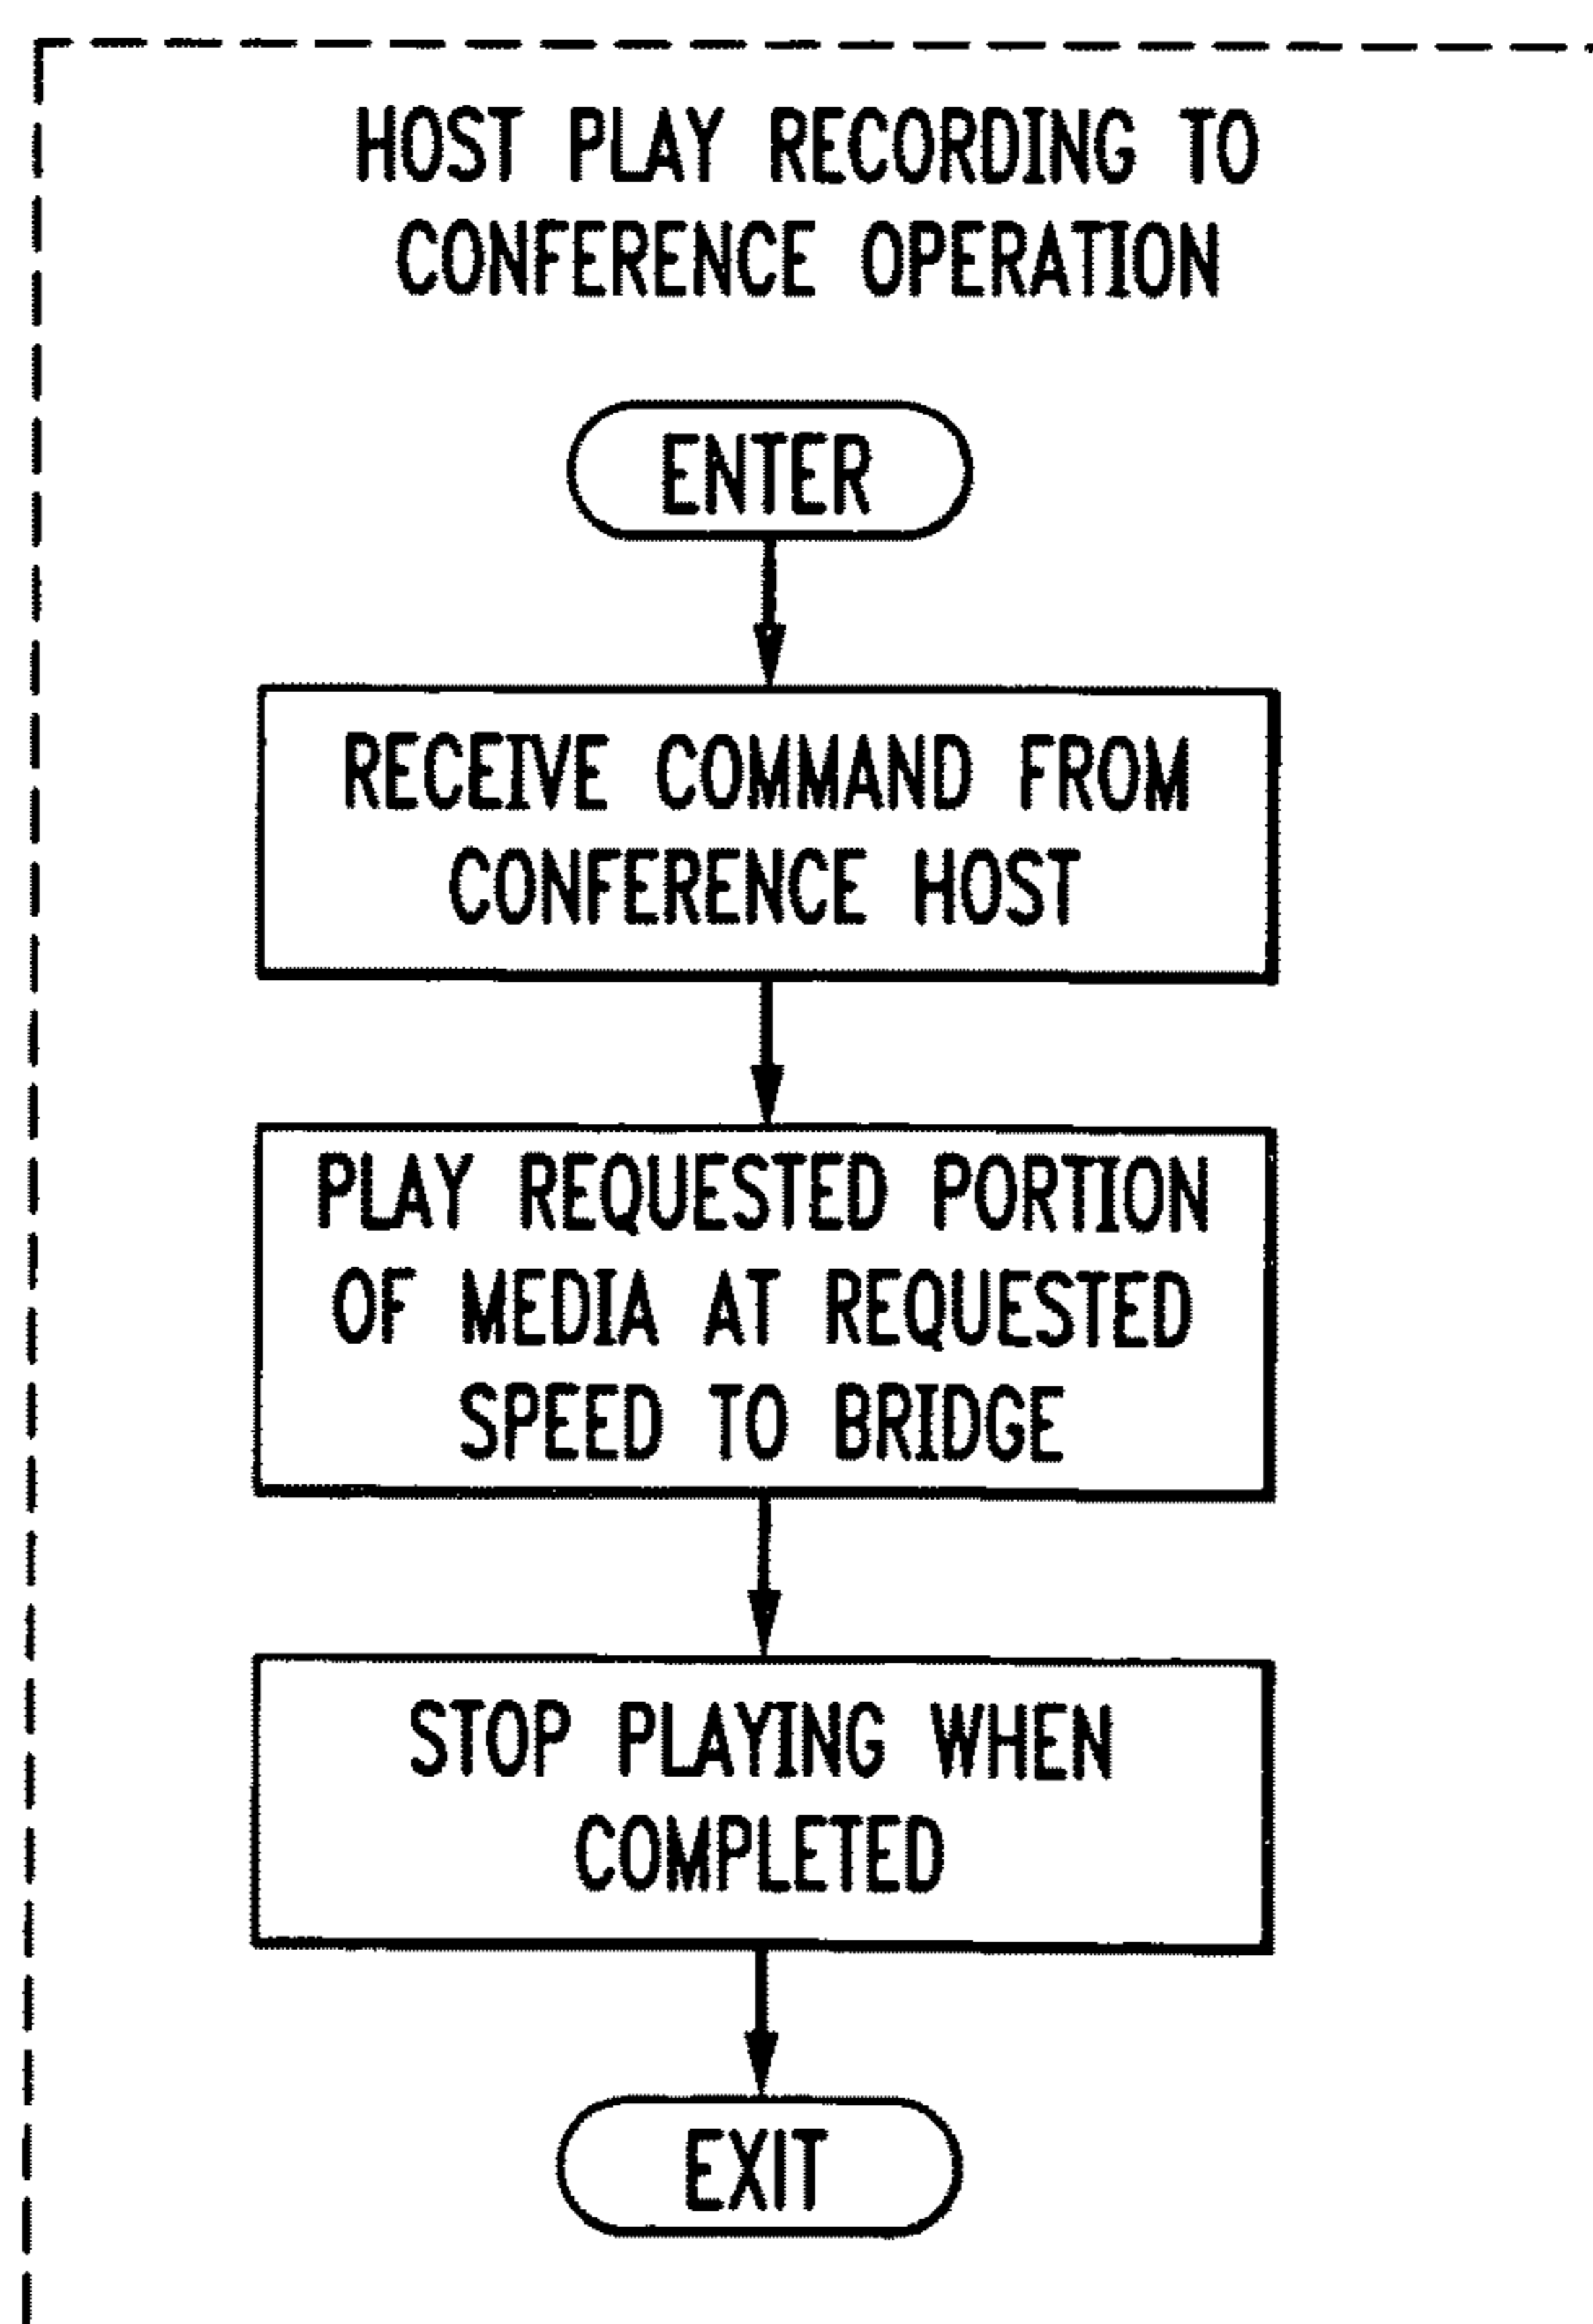 HOST PLAY RECORDING TO
CONFERENCE OPERATION
ENTER
RECEIVE COMMAND FROM
CONFERENCE HOST
PLAY REQUESTED PORTION
OF MEDIA AT REQUESTED
SPEED TO BRIDGE
STOP PLAYING WHEN
COMPLETED
EXIT